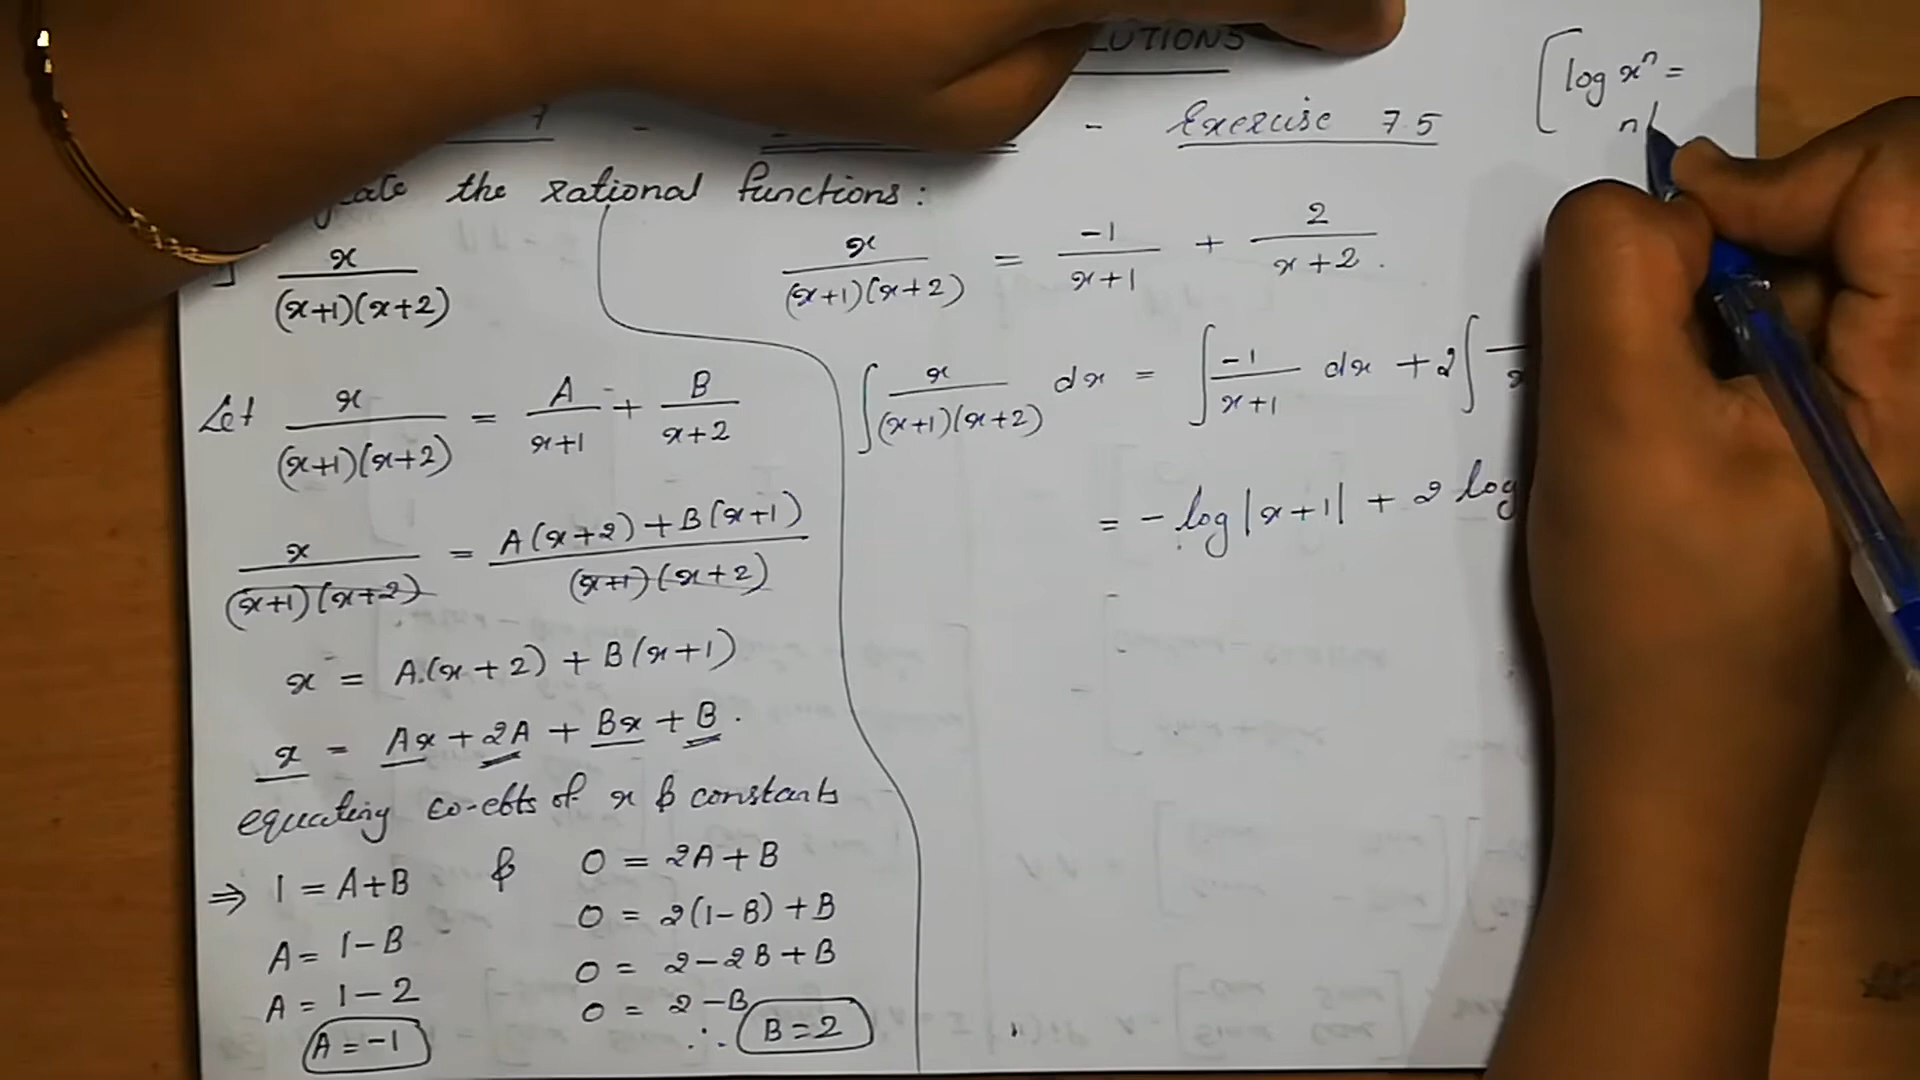 7 - - Exercise 7.5
the rational functions:
x/((x+1)(x+2))
Let x/((x+1)(x+2)) = A/(x+1) + B/(x+2)
x/((x+1)(x+2)) = (A(x+2)+B(x+1))/((x+1)(x+2))
x = A.(x+2) + B(x+1)
x = Ax + 2A + Bx + B.
equating co-effts of x & constants
⇒ 1 = A+B & 0 = 2A+B
A = 1-B 0 = 2(1-B)+B
A = 1-2 0 = 2-2B+B
A = -1 0 = 2-B
∴ B = 2
x/((x+1)(x+2)) = -1/(x+1) + 2/(x+2).
∫ x/((x+1)(x+2)) dx = ∫ -1/(x+1) dx + 2∫
= - log|x+1| + 2 log
[log xⁿ =
n